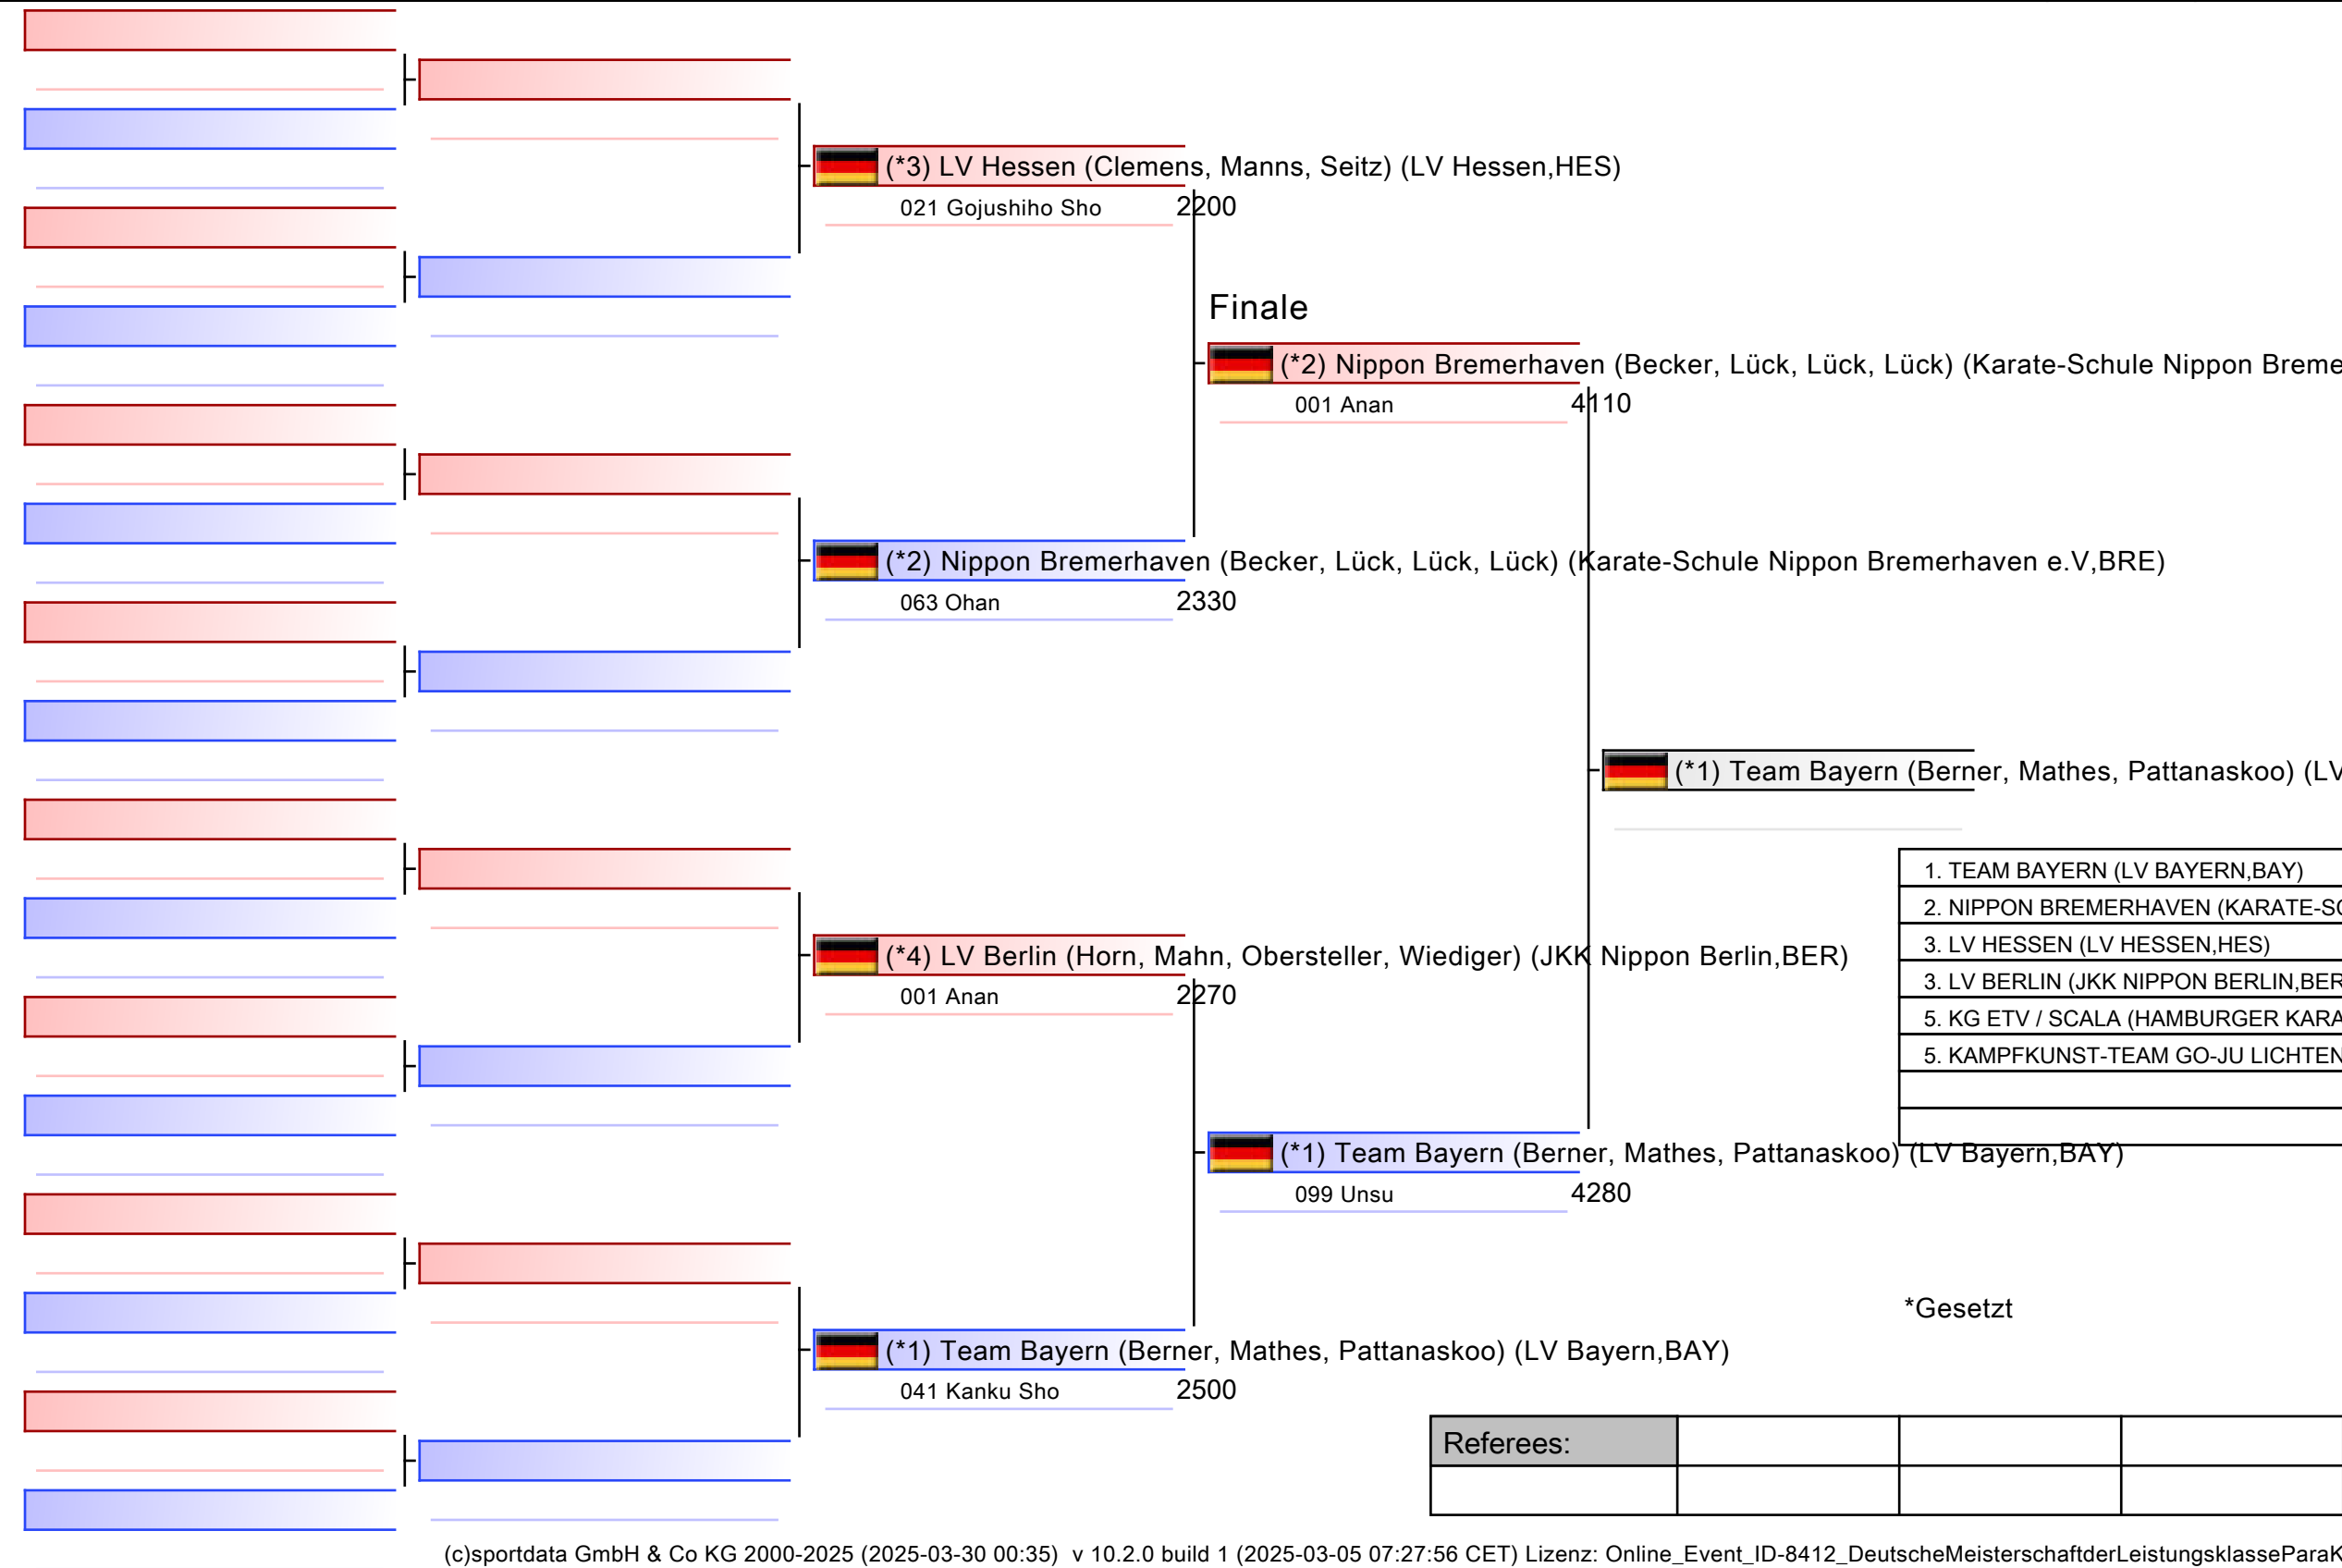 (*3) LV Hessen (Clemens, Manns, Seitz) (LV Hessen,HES)
021 Gojushiho Sho 2200
Finale
(*2) Nippon Bremerhaven (Becker, Lück, Lück, Lück) (Karate-Schule Nippon Breme
001 Anan 4110
(*2) Nippon Bremerhaven (Becker, Lück, Lück, Lück) (Karate-Schule Nippon Bremerhaven e.V,BRE)
063 Ohan 2330
(*1) Team Bayern (Berner, Mathes, Pattanaskoo) (LV
1. TEAM BAYERN (LV BAYERN,BAY)
2. NIPPON BREMERHAVEN (KARATE-SC
3. LV HESSEN (LV HESSEN,HES)
3. LV BERLIN (JKK NIPPON BERLIN,BER
5. KG ETV / SCALA (HAMBURGER KARA
5. KAMPFKUNST-TEAM GO-JU LICHTEN
(*4) LV Berlin (Horn, Mahn, Obersteller, Wiediger) (JKK Nippon Berlin,BER)
001 Anan 2270
(*1) Team Bayern (Berner, Mathes, Pattanaskoo) (LV Bayern,BAY)
099 Unsu 4280
*Gesetzt
(*1) Team Bayern (Berner, Mathes, Pattanaskoo) (LV Bayern,BAY)
041 Kanku Sho 2500
Referees:
(c)sportdata GmbH & Co KG 2000-2025 (2025-03-30 00:35) v 10.2.0 build 1 (2025-03-05 07:27:56 CET) Lizenz: Online_Event_ID-8412_DeutscheMeisterschaftderLeistungsklasseParaK